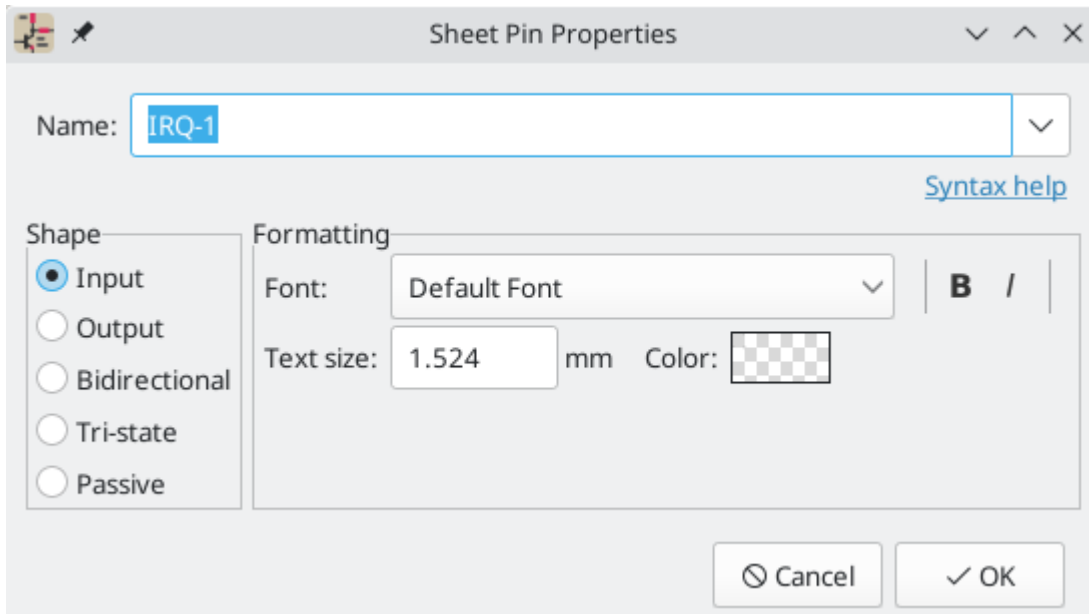 Sheet Pin Properties
Name: IRQ-1
Syntax help
Shape
Input
Output
Bidirectional
Tri-state
Passive
Formatting
Font: Default Font B I
Text size: 1.524 mm Color:
Cancel OK